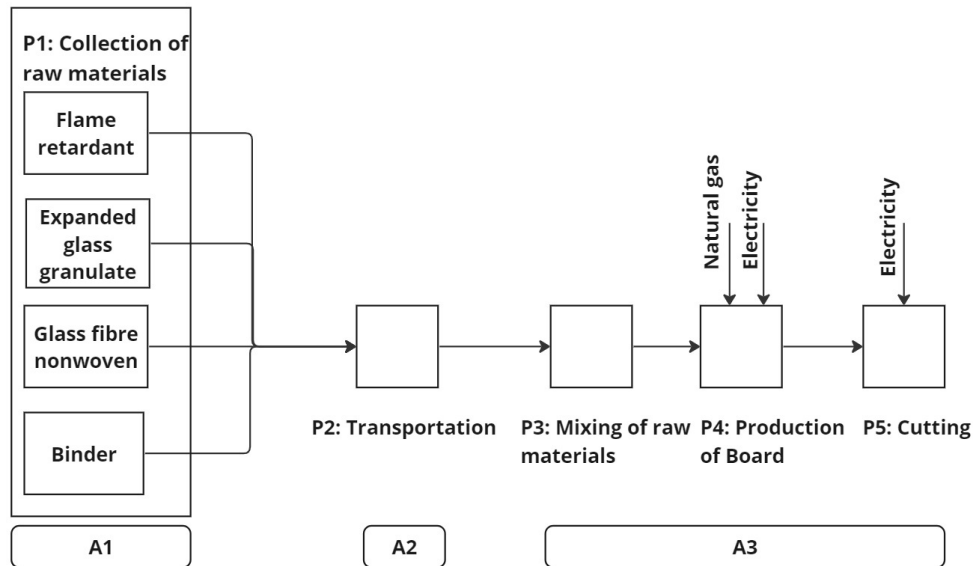 P1: Collection of
raw materials
Flame
retardant
Expanded
glass
granulate
Glass fibre
nonwoven
Binder
Natural gas
Electricity
Electricity
P2: Transportation
P3: Mixing of raw
materials
P4: Production
of Board
P5: Cutting
A1
A2
A3